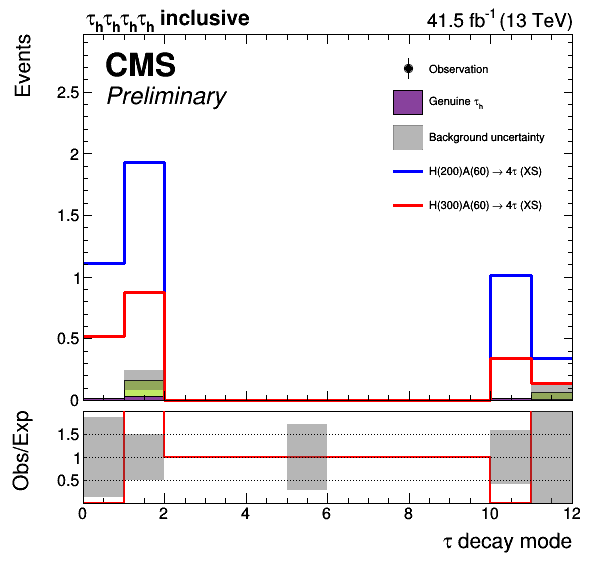 τₕτₕτₕτₕ inclusive
41.5 fb⁻¹ (13 TeV)
Events
CMS
Preliminary
Observation
Genuine τₕ
Background uncertainty
H(200)A(60) → 4τ (XS)
H(300)A(60) → 4τ (XS)
2.5
2
1.5
1
0.5
0
Obs/Exp
1.5
1
0.5
0 2 4 6 8 10 12
τ decay mode